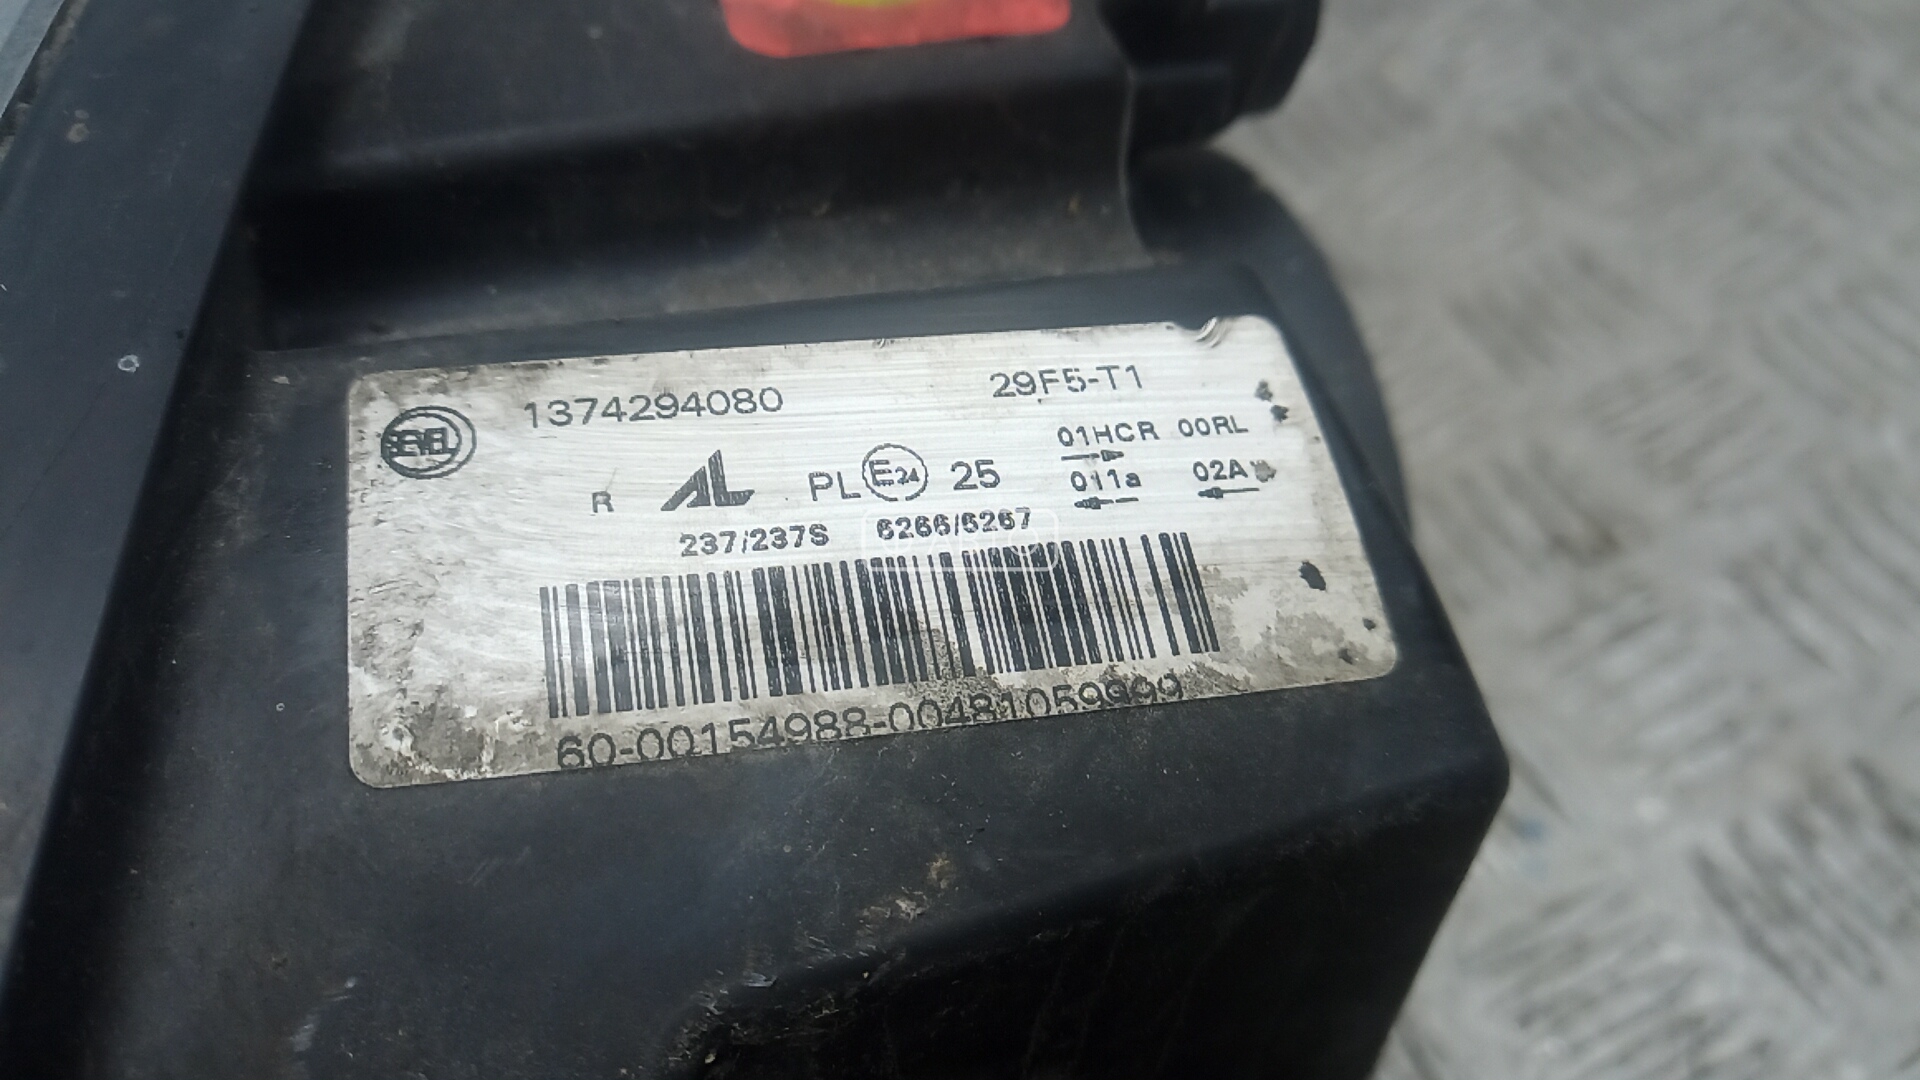 1374294080 29F5-T1
SEVEL
01HCR 00RL
R AL PL E24 25 011a 02A
237/237S 6266/6267
60-00154988-00481059999